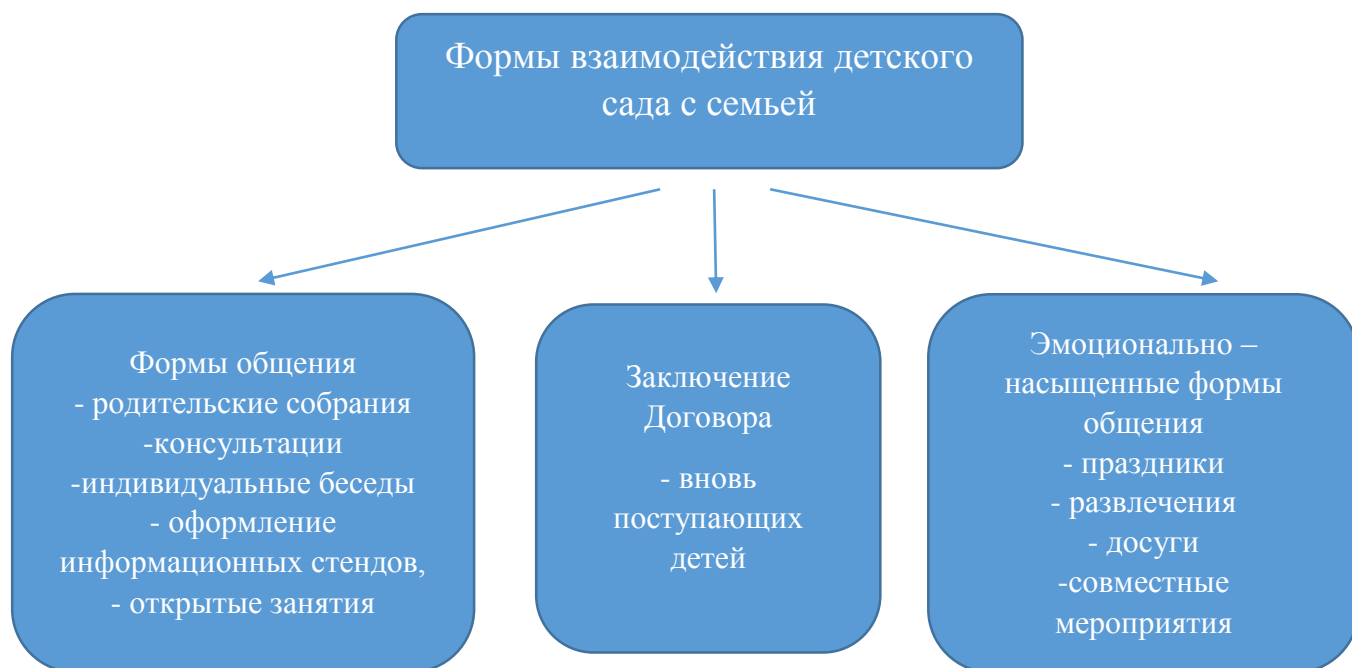 Формы взаимодействия детского
сада с семьей
Формы общения
- родительские собрания
-консультации
-индивидуальные беседы
- оформление
информационных стендов,
- открытые занятия
Заключение
Договора
- вновь
поступающих
детей
Эмоционально –
насыщенные формы
общения
- праздники
- развлечения
- досуги
-совместные
мероприятия